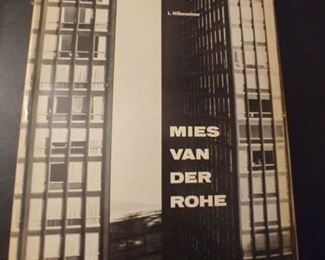 L. Hilberseimer
MIES
VAN
DER
ROHE